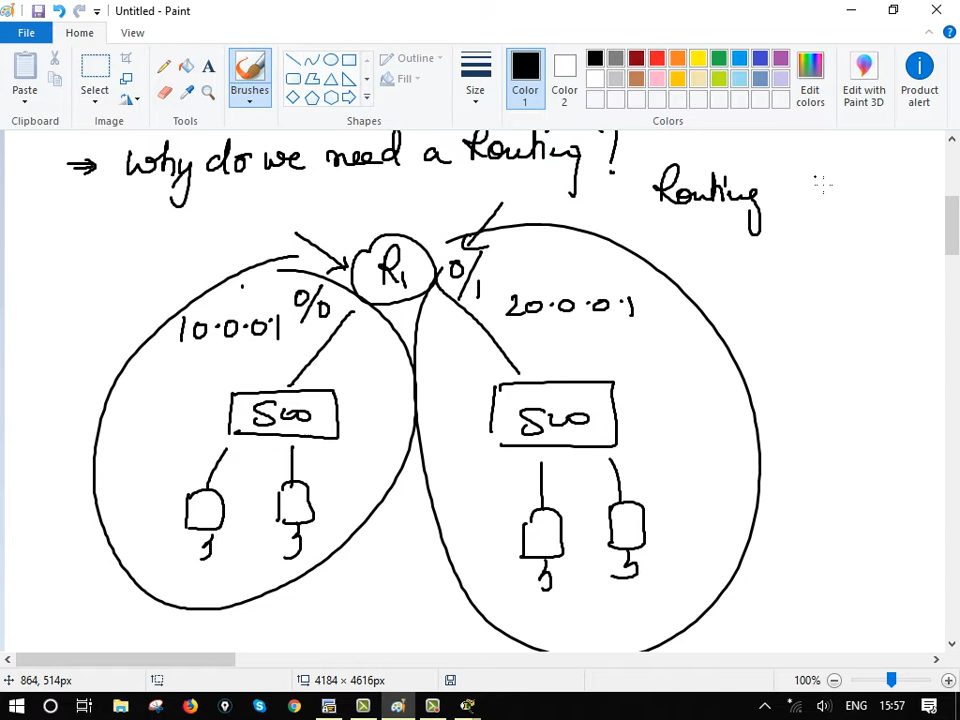 Untitled - Paint
File
Home
View
Paste
Select
Brushes
Outline
Fill
Size
Color 1
Color 2
Edit colors
Edit with Paint 3D
Product alert
Clipboard
Image
Tools
Shapes
Colors
⇒ Why do we need a Routing ?
Routing
R1
0/0
0/1
10.0.0.1
20.0.0.1
SW
SW
864, 514px
4184 × 4616px
100%
ENG
15:57